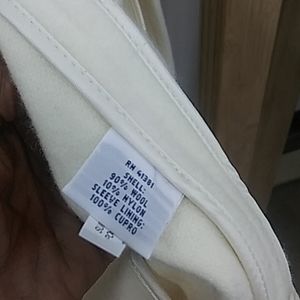 RN 41381
SHELL:
90% WOOL
10% NYLON
SLEEVE LINING:
100% CUPRO